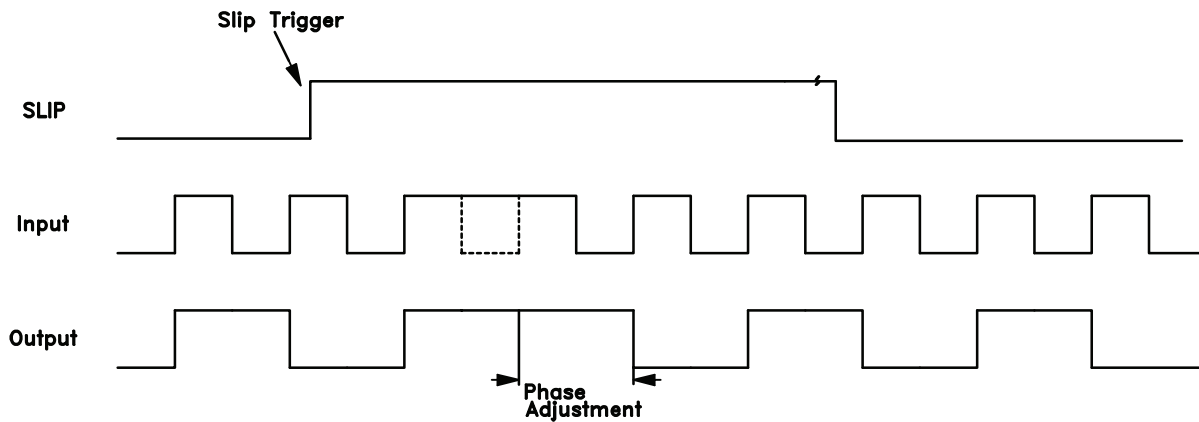 Slip Trigger
SLIP
Input
Output
Phase
Adjustment